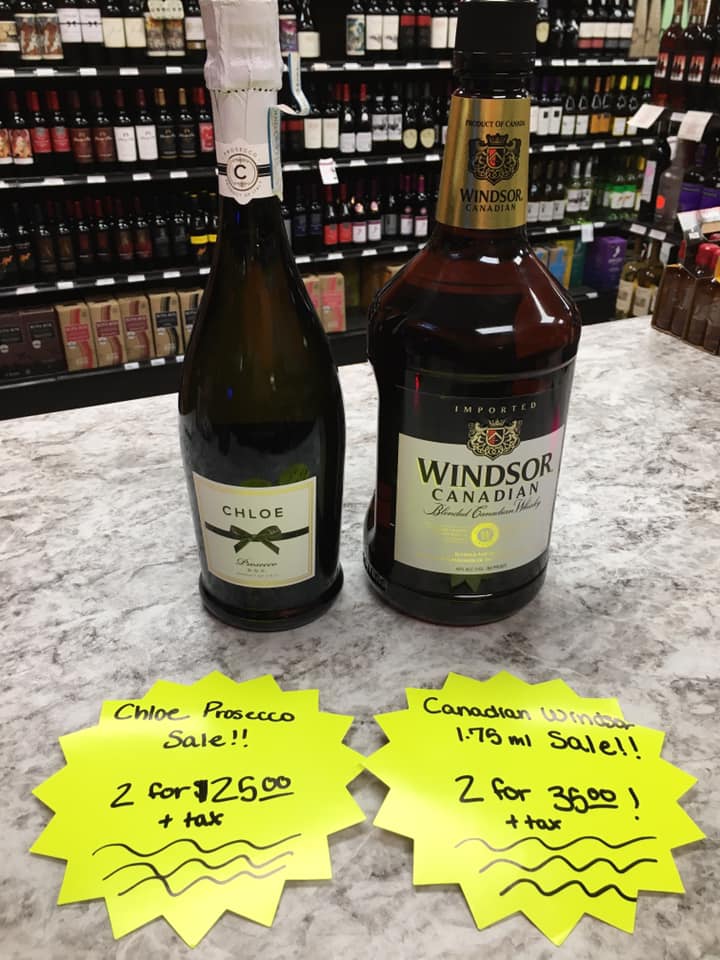 PROSECCO
C
CHLOE
Prosecco
D.O.C.
PRODUCT OF CANADA
WINDSOR
CANADIAN
IMPORTED
WINDSOR
CANADIAN
Blended Canadian Whisky
Chloe Prosecco
Sale!!
2 for $25.00
+ tax
Canadian Windsor
1.75 ml Sale!!
2 for 36.00!
+ tax